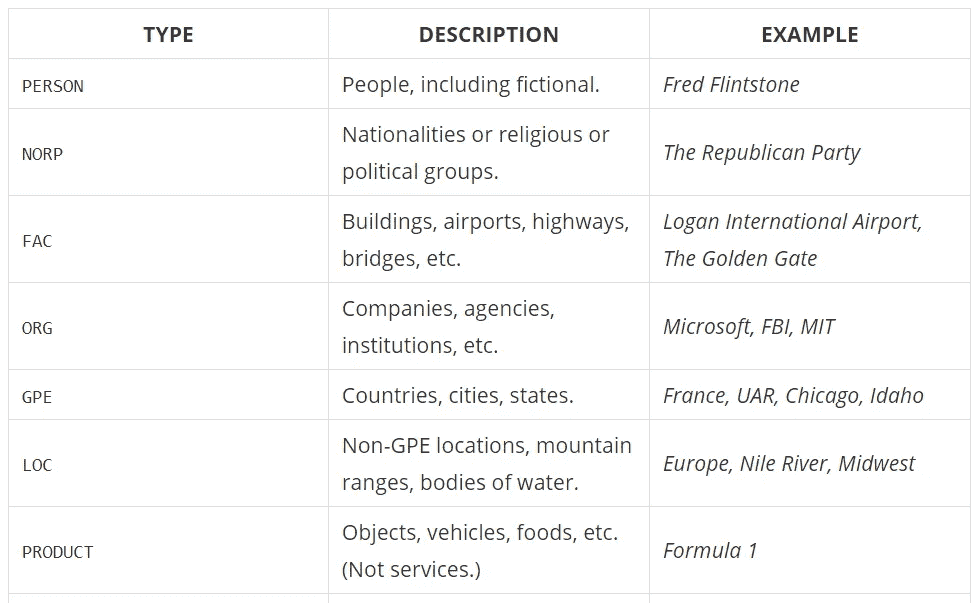 TYPE DESCRIPTION EXAMPLE
PERSON People, including fictional. Fred Flintstone
NORP Nationalities or religious or political groups. The Republican Party
FAC Buildings, airports, highways, bridges, etc. Logan International Airport, The Golden Gate
ORG Companies, agencies, institutions, etc. Microsoft, FBI, MIT
GPE Countries, cities, states. France, UAR, Chicago, Idaho
LOC Non-GPE locations, mountain ranges, bodies of water. Europe, Nile River, Midwest
PRODUCT Objects, vehicles, foods, etc. (Not services.) Formula 1